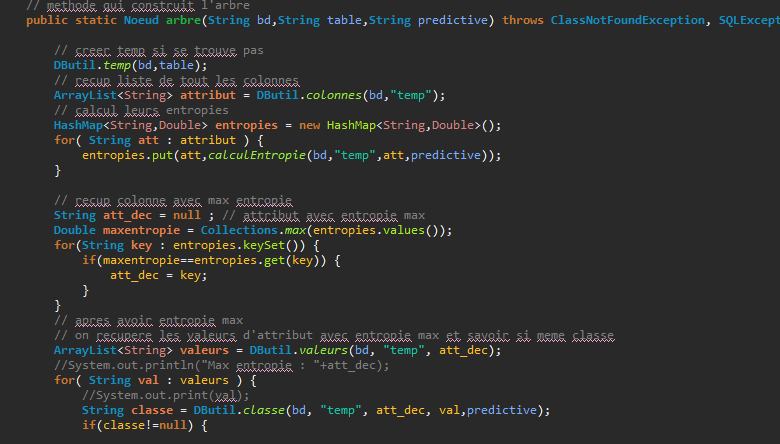 // methode qui construit l'arbre
public static Noeud arbre(String bd,String table,String predictive) throws ClassNotFoundException, SQLExcept
// creer temp si se trouve pas
DButil.temp(bd,table);
// recup liste de tout les colonnes
ArrayList<String> attribut = DButil.colonnes(bd,"temp");
// calcul leurs entropies
HashMap<String,Double> entropies = new HashMap<String,Double>();
for( String att : attribut ) {
entropies.put(att,calculEntropie(bd,"temp",att,predictive));
}
// recup colonne avec max entropie
String att_dec = null ; // attribut avec entropie max
Double maxentropie = Collections.max(entropies.values());
for(String key : entropies.keySet()) {
if(maxentropie==entropies.get(key)) {
att_dec = key;
}
}
// apres avoir entropie max
// on recupere les valeurs d'attribut avec entropie max et savoir si meme classe
ArrayList<String> valeurs = DButil.valeurs(bd, "temp", att_dec);
//System.out.println("Max entropie : "+att_dec);
for( String val : valeurs ) {
//System.out.print(val);
String classe = DButil.classe(bd, "temp", att_dec, val,predictive);
if(classe!=null) {